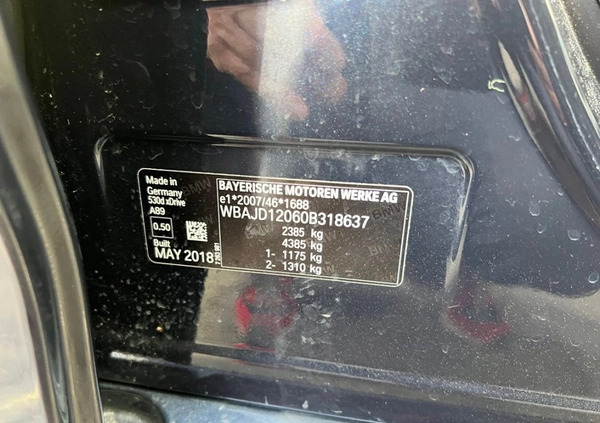 Made in
Germany
530d xDrive
A89
0.50
Built
MAY 2018
BAYERISCHE MOTOREN WERKE AG
e1*2007/46*1688
WBAJD12060B318637
2385 kg
4385 kg
1- 1175 kg
2- 1310 kg